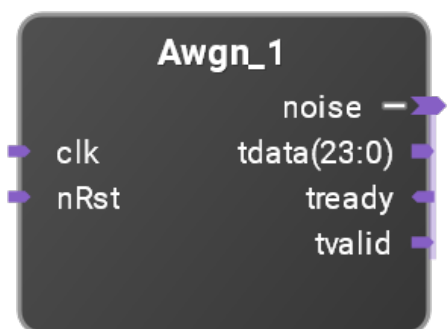 Awgn_1
noise
clk tdata(23:0)
nRst tready
tvalid